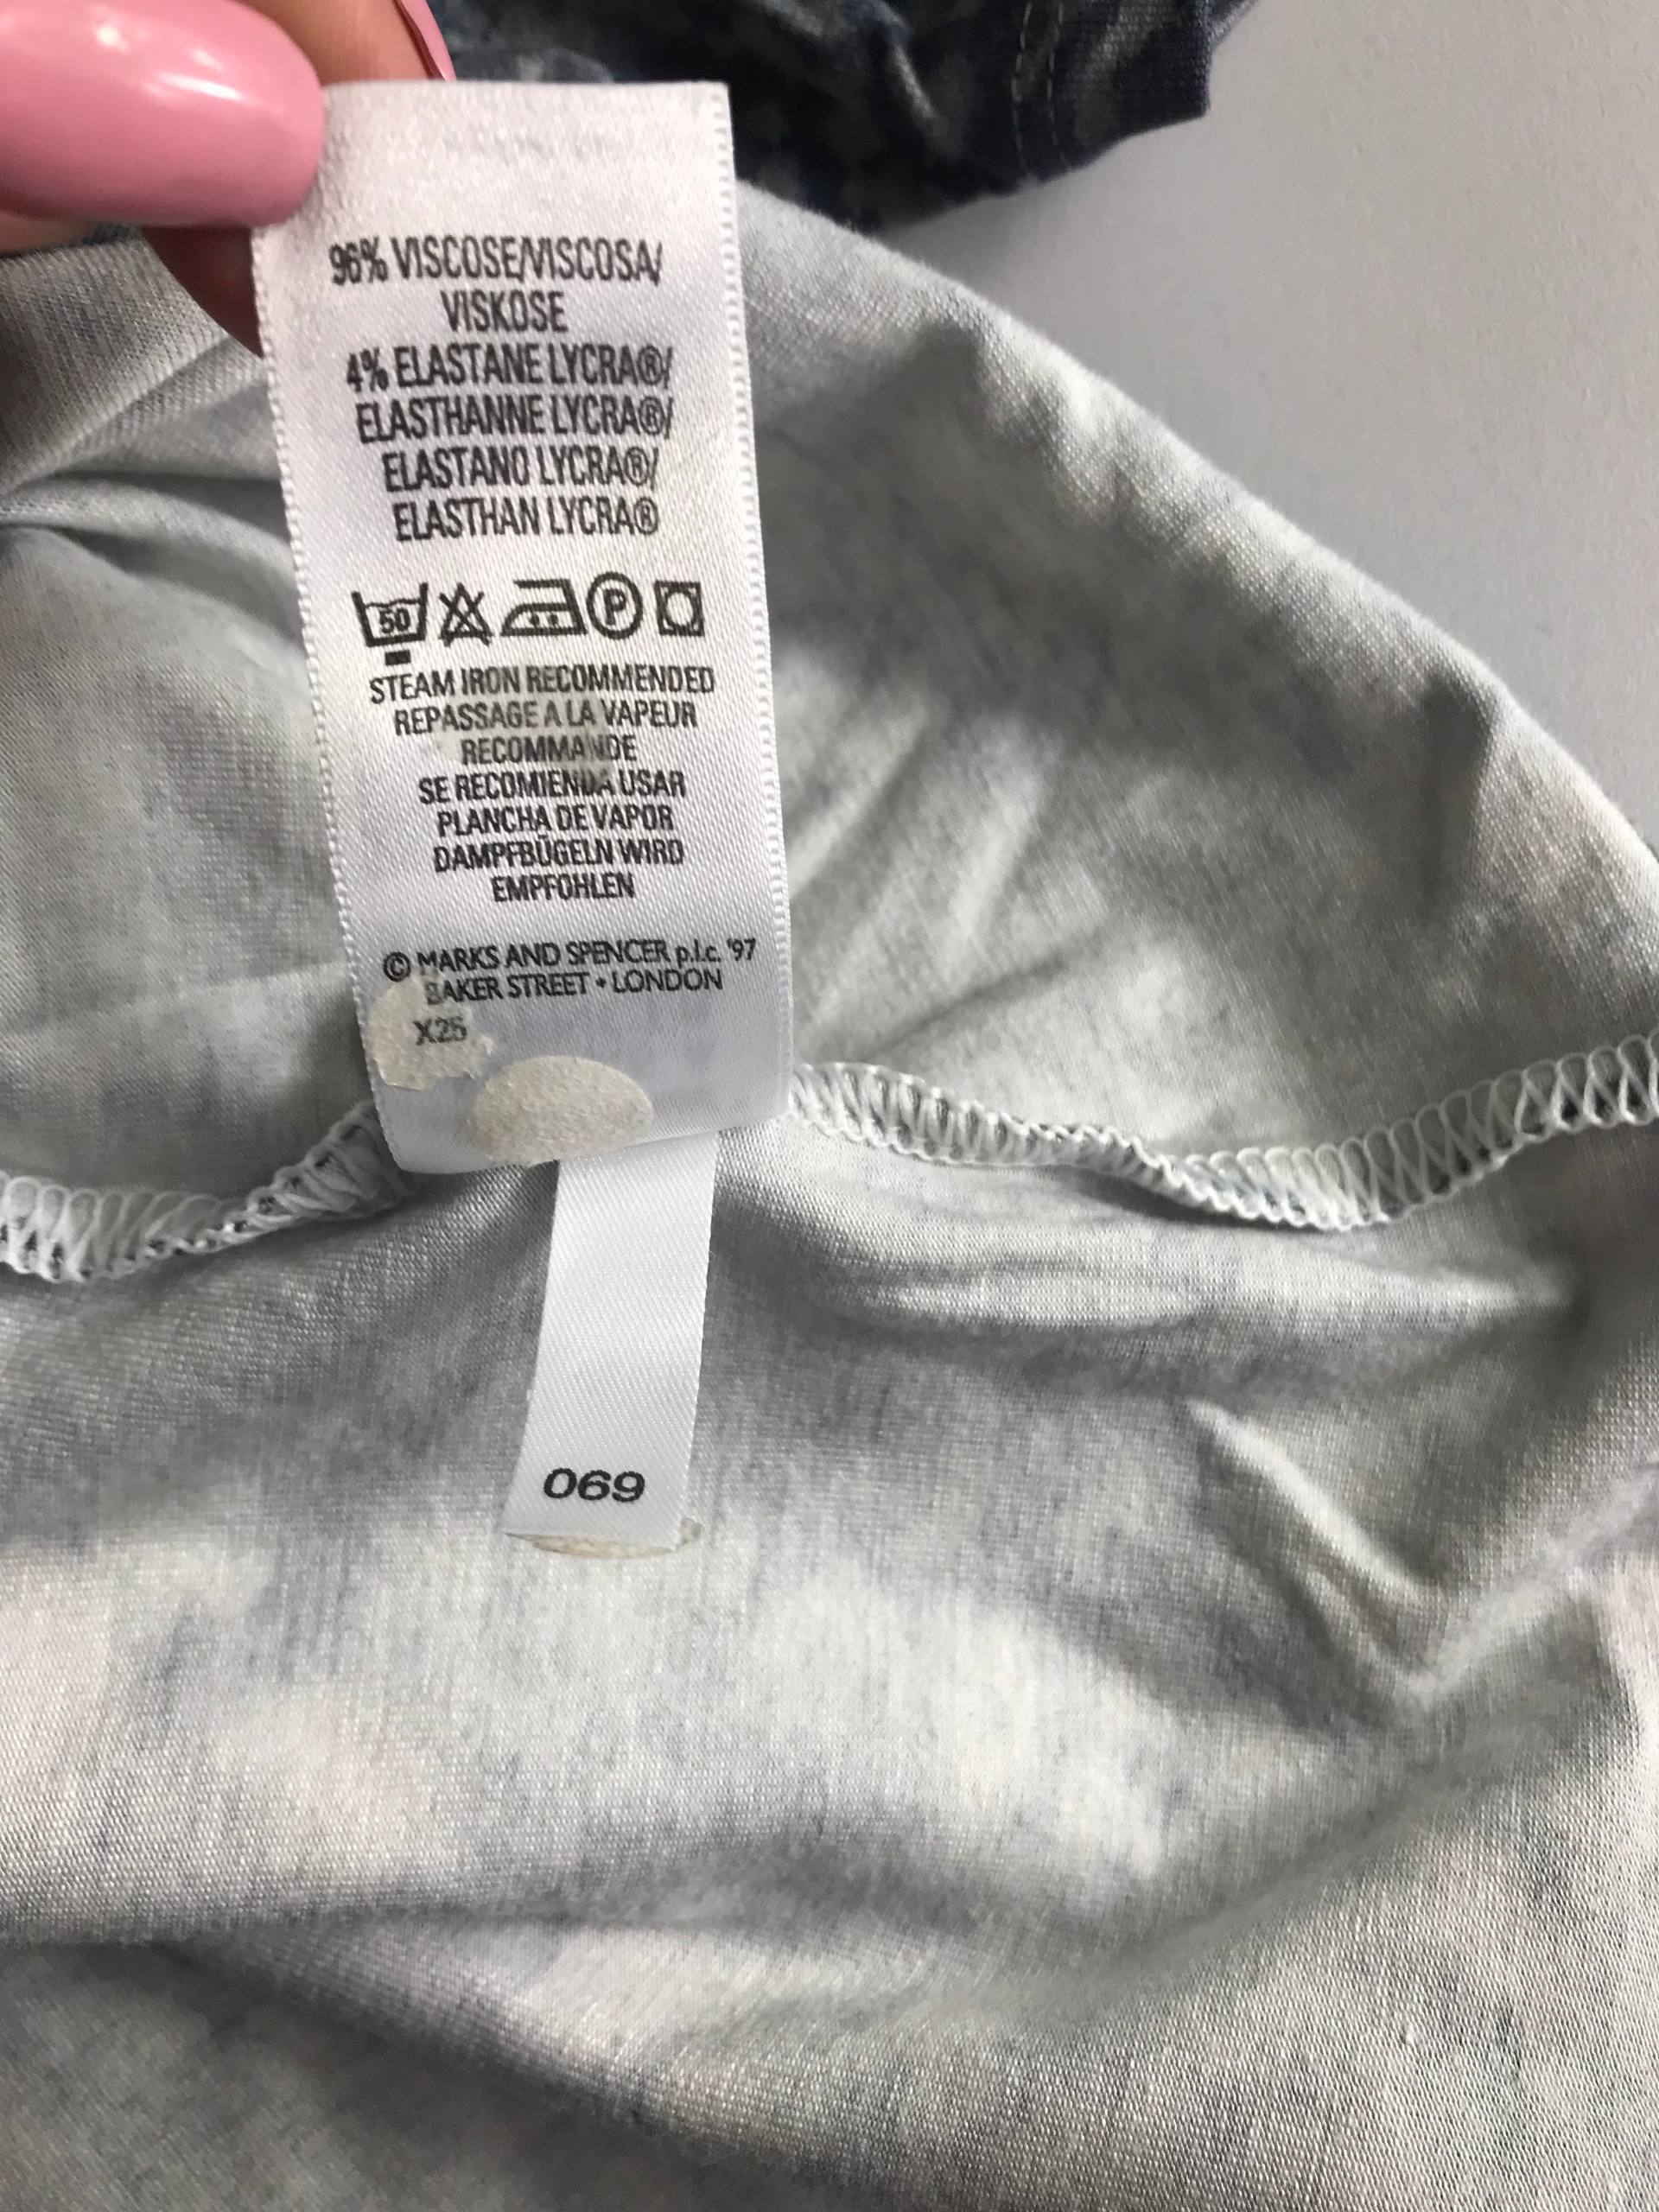 96% VISCOSE/VISCOSA/
VISKOSE
4% ELASTANE LYCRA®/
ELASTHANNE LYCRA®/
ELASTANO LYCRA®/
ELASTHAN LYCRA®
50 P
STEAM IRON RECOMMENDED
REPASSAGE A LA VAPEUR
RECOMMANDE
SE RECOMIENDA USAR
PLANCHA DE VAPOR
DAMPFBÜGELN WIRD
EMPFOHLEN
© MARKS AND SPENCER p.l.c. '97
BAKER STREET • LONDON
X25
069